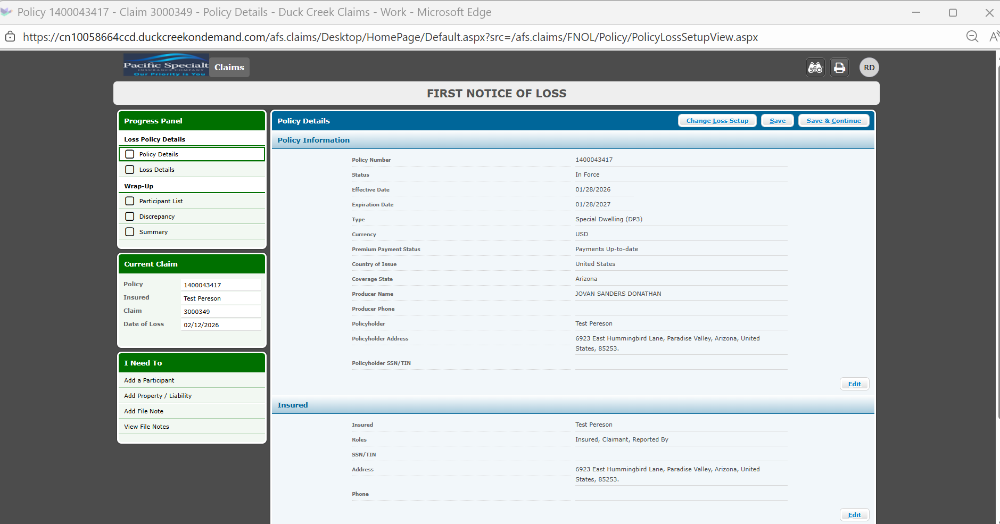 Policy 1400043417 - Claim 3000349 - Policy Details - Duck Creek Claims - Work - Microsoft Edge
https://cn10058664ccd.duckcreekondemand.com/afs.claims/Desktop/HomePage/Default.aspx?src=/afs.claims/FNOL/Policy/PolicyLossSetupView.aspx
Pacific Specialt
INSURANCE COMPANY
Our Priority is You
Claims
360°
RD
FIRST NOTICE OF LOSS
Progress Panel
Loss Policy Details
Policy Details
Loss Details
Wrap-Up
Participant List
Discrepancy
Summary
Current Claim
Policy 1400043417
Insured Test Pereson
Claim 3000349
Date of Loss 02/12/2026
I Need To
Add a Participant
Add Property / Liability
Add File Note
View File Notes
Policy Details Change Loss Setup Save Save & Continue
Policy Information
Policy Number 1400043417
Status In Force
Effective Date 01/28/2026
Expiration Date 01/28/2027
Type Special Dwelling (DP3)
Currency USD
Premium Payment Status Payments Up-to-date
Country of Issue United States
Coverage State Arizona
Producer Name JOVAN SANDERS DONATHAN
Producer Phone
Policyholder Test Pereson
Policyholder Address 6923 East Hummingbird Lane, Paradise Valley, Arizona, United
States, 85253.
Policyholder SSN/TIN
Edit
Insured
Insured Test Pereson
Roles Insured, Claimant, Reported By
SSN/TIN
Address 6923 East Hummingbird Lane, Paradise Valley, Arizona, United
States, 85253.
Phone
Edit